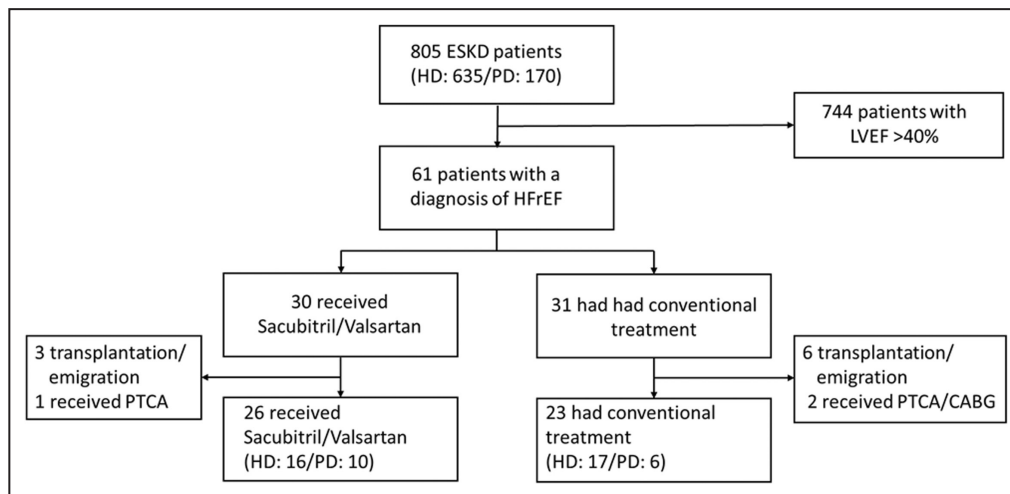 805 ESKD patients
(HD: 635/PD: 170)
744 patients with
LVEF >40%
61 patients with a
diagnosis of HFrEF
30 received
Sacubitril/Valsartan
31 had had conventional
treatment
3 transplantation/
emigration
1 received PTCA
6 transplantation/
emigration
2 received PTCA/CABG
26 received
Sacubitril/Valsartan
(HD: 16/PD: 10)
23 had conventional
treatment
(HD: 17/PD: 6)